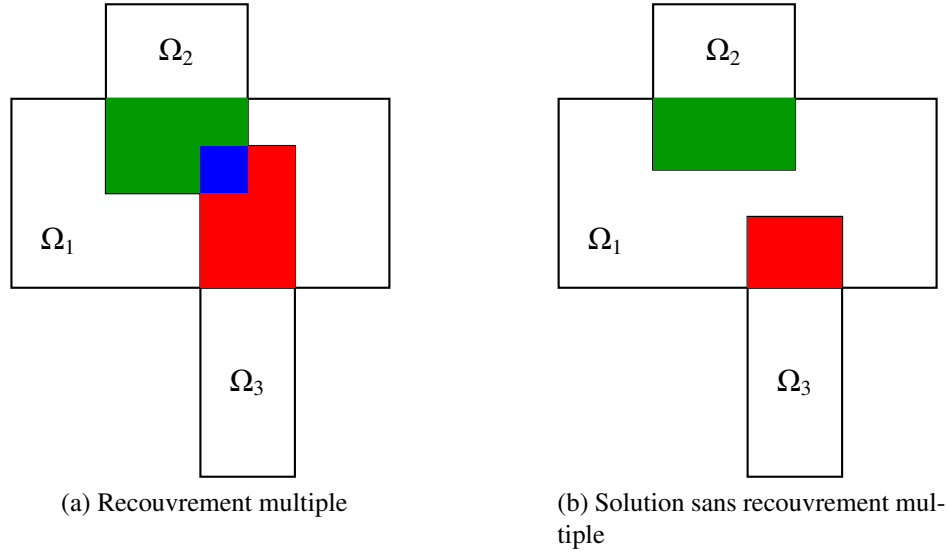 Ω2
Ω1
Ω3
(a) Recouvrement multiple
Ω2
Ω1
Ω3
(b) Solution sans recouvrement mul-
tiple